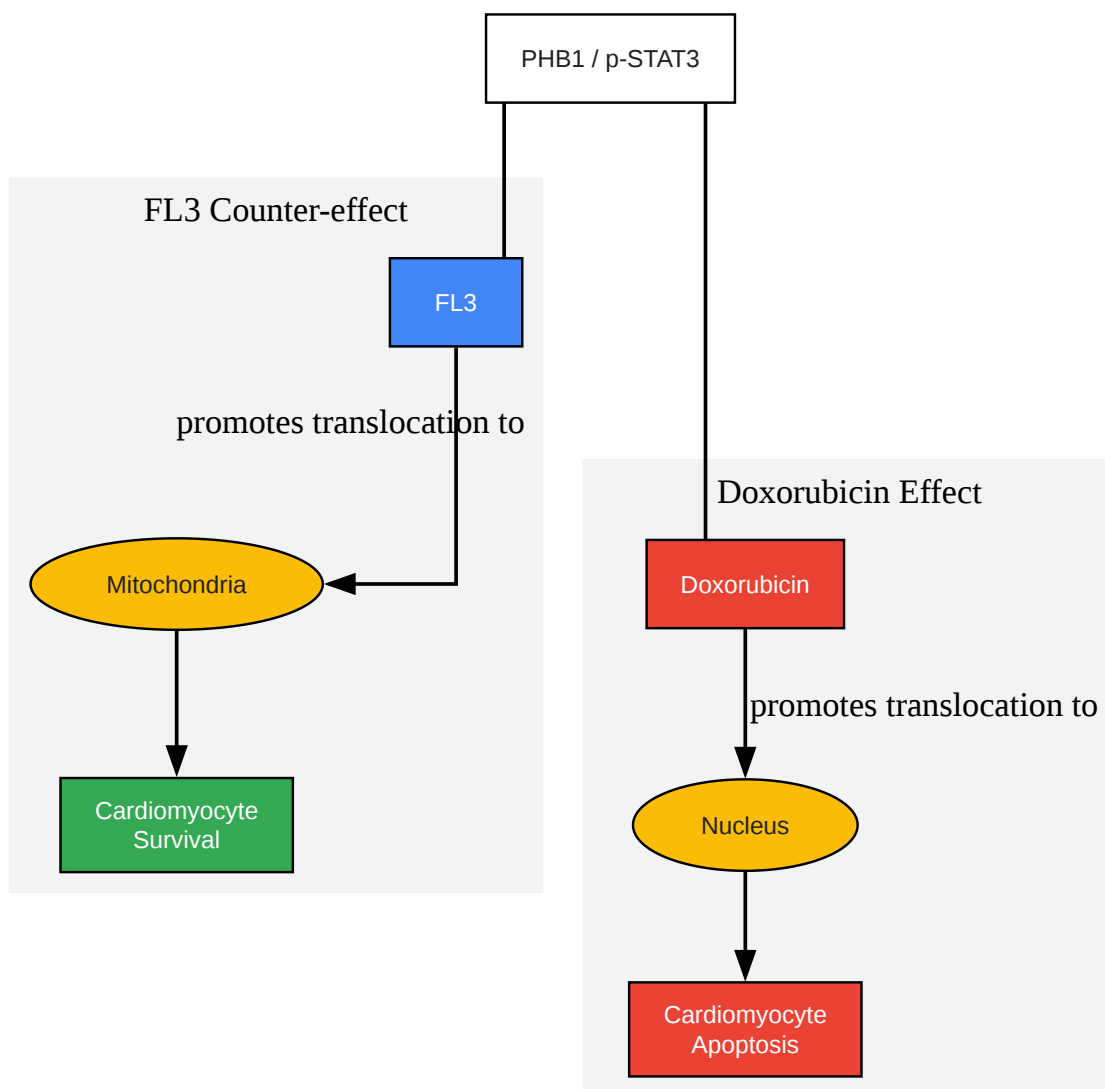 PHB1 / p-STAT3
FL3 Counter-effect
FL3
promotes translocation to
Mitochondria
Cardiomyocyte
Survival
Doxorubicin Effect
Doxorubicin
promotes translocation to
Nucleus
Cardiomyocyte
Apoptosis